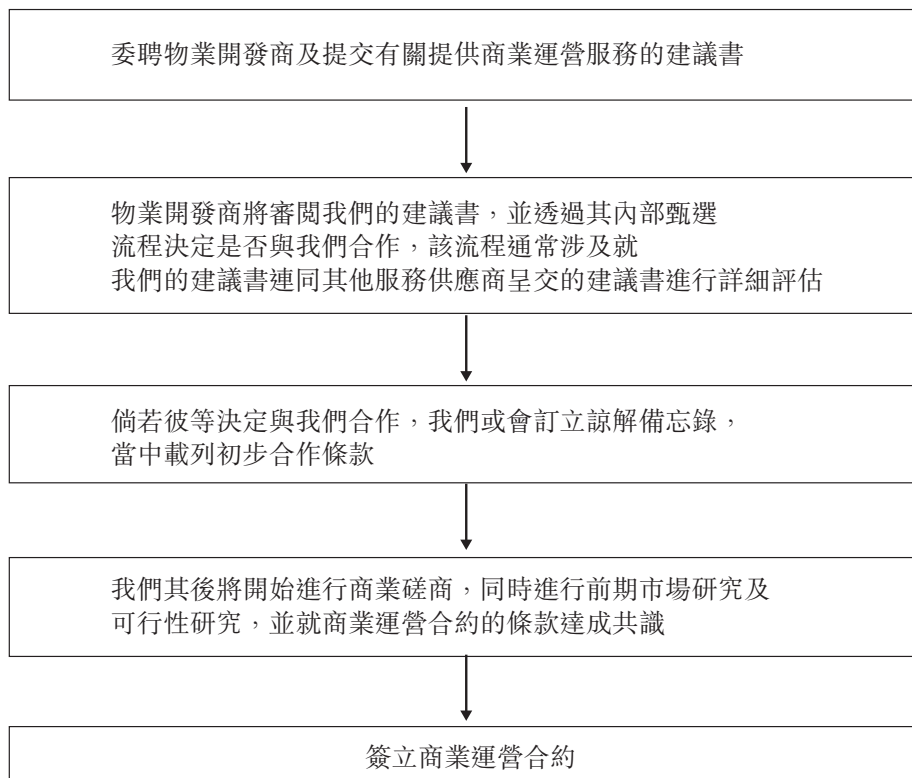 委聘物業開發商及提交有關提供商業運營服務的建議書
物業開發商將審閱我們的建議書，並透過其內部甄選
流程決定是否與我們合作，該流程通常涉及就
我們的建議書連同其他服務供應商呈交的建議書進行詳細評估
倘若彼等決定與我們合作，我們或會訂立諒解備忘錄，
當中載列初步合作條款
我們其後將開始進行商業磋商，同時進行前期市場研究及
可行性研究，並就商業運營合約的條款達成共識
簽立商業運營合約